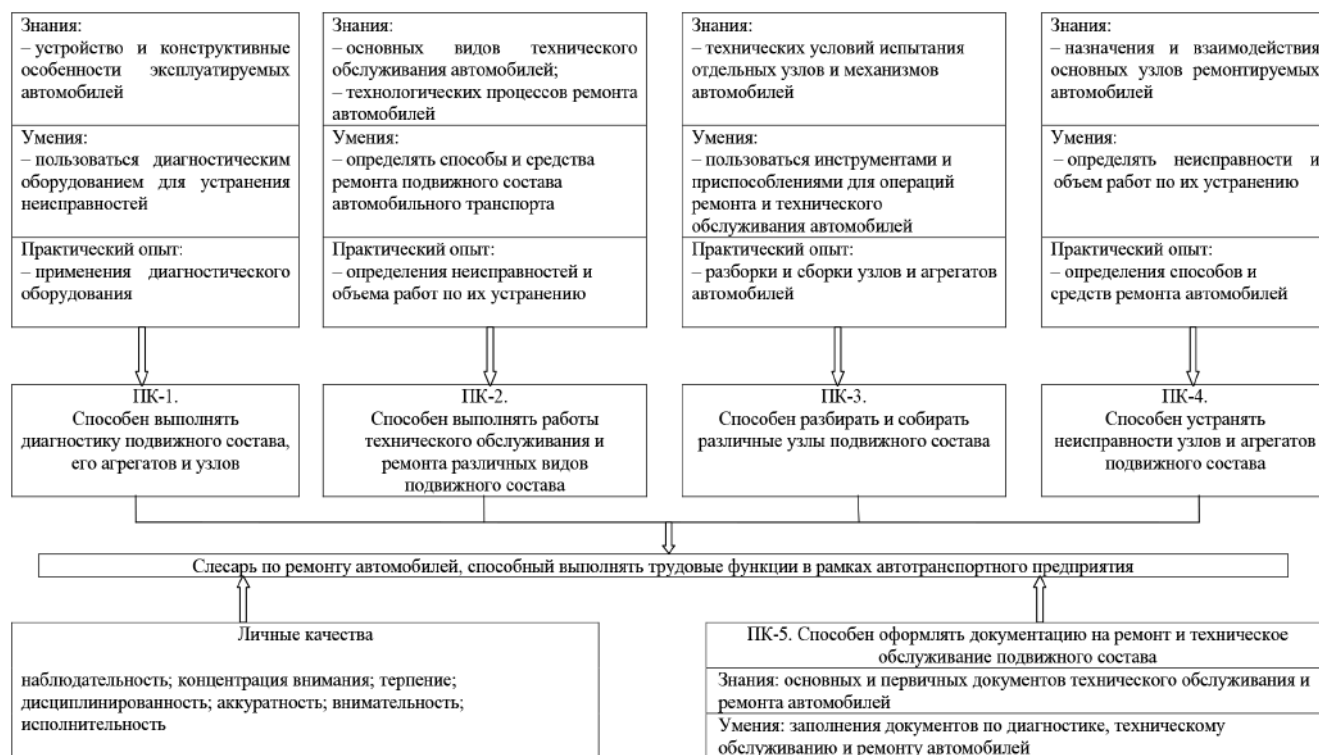 Знания:
– устройство и конструктивные
особенности эксплуатируемых
автомобилей
Умения:
– пользоваться диагностическим
оборудованием для устранения
неисправностей
Практический опыт:
– применения диагностического
оборудования
Знания:
– основных видов технического
обслуживания автомобилей;
– технологических процессов ремонта
автомобилей
Умения:
– определять способы и средства
ремонта подвижного состава
автомобильного транспорта
Практический опыт:
– определения неисправностей и
объема работ по их устранению
Знания:
– технических условий испытания
отдельных узлов и механизмов
автомобилей
Умения:
– пользоваться инструментами и
приспособлениями для операций
ремонта и технического
обслуживания автомобилей
Практический опыт:
– разборки и сборки узлов и агрегатов
автомобилей
Знания:
– назначения и взаимодействия
основных узлов ремонтируемых
автомобилей
Умения:
– определять неисправности и
объем работ по их устранению
Практический опыт:
– определения способов и
средств ремонта автомобилей
ПК-1.
Способен выполнять
диагностику подвижного состава,
его агрегатов и узлов
ПК-2.
Способен выполнять работы
технического обслуживания и
ремонта различных видов
подвижного состава
ПК-3.
Способен разбирать и собирать
различные узлы подвижного состава
ПК-4.
Способен устранять
неисправности узлов и агрегатов
подвижного состава
Слесарь по ремонту автомобилей, способный выполнять трудовые функции в рамках автотранспортного предприятия
Личные качества
наблюдательность; концентрация внимания; терпение;
дисциплинированность; аккуратность; внимательность;
исполнительность
ПК-5. Способен оформлять документацию на ремонт и техническое
обслуживание подвижного состава
Знания: основных и первичных документов технического обслуживания и
ремонта автомобилей
Умения: заполнения документов по диагностике, техническому
обслуживанию и ремонту автомобилей